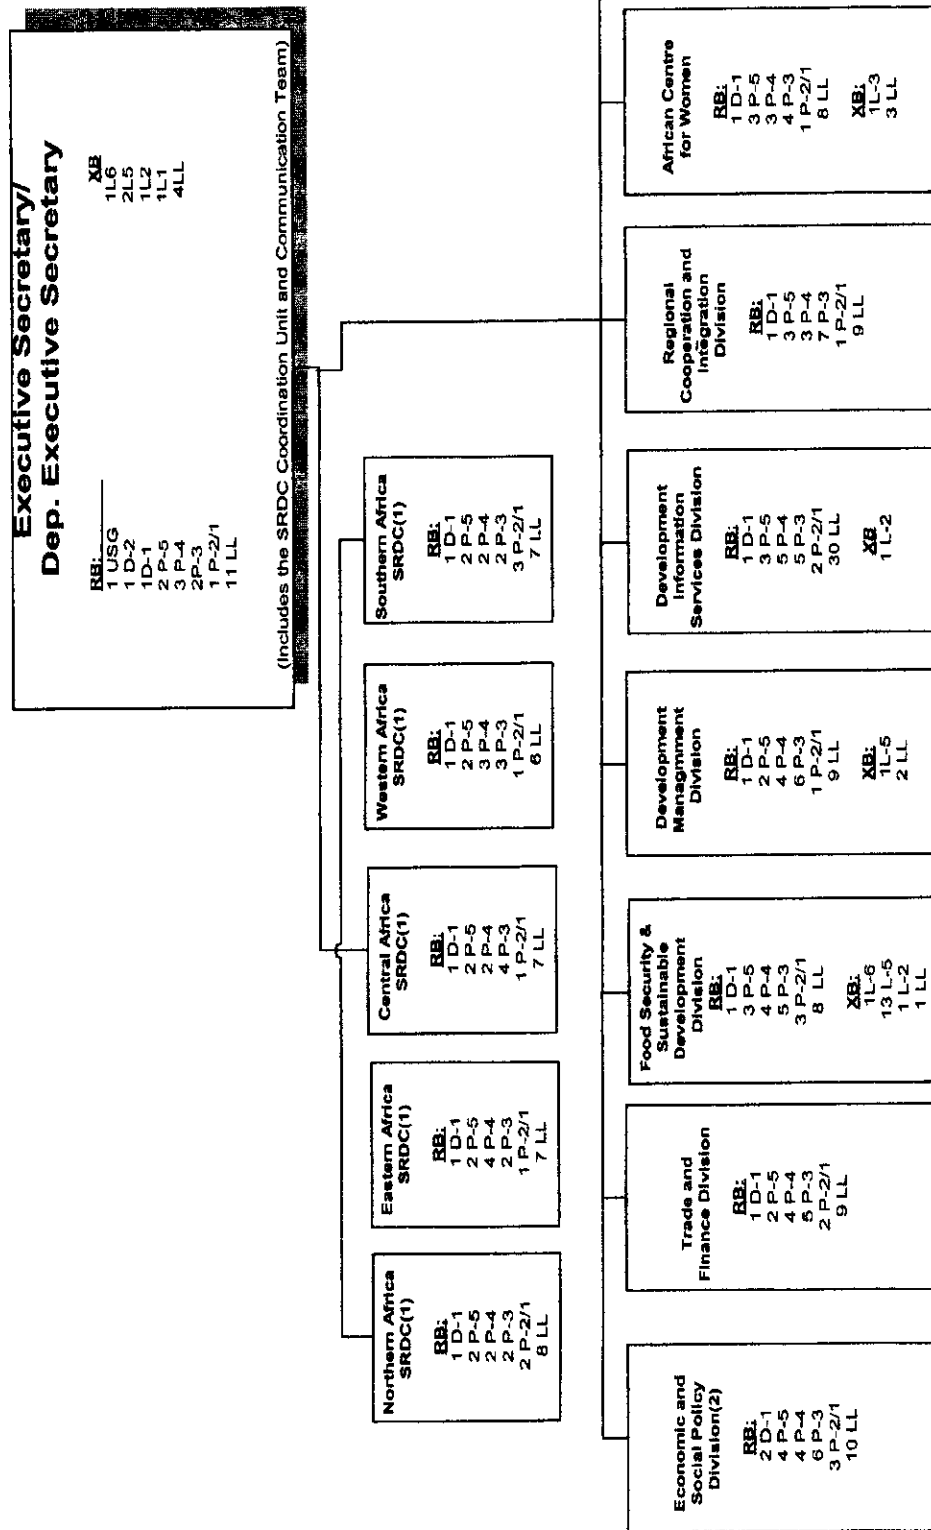 Executive Secretary/
Dep. Executive Secretary
RB:
1 USG
1 D-2
1D-1
2 P-5
3 P-4
2P-3
1 P-2/1
11 LL
XB
1L6
2L5
1L2
1L1
4LL
(Includes the SRDC Coordination Unit and Communication Team)
Northern Africa
SRDC(1)
RB:
1 D-1
2 P-5
2 P-4
2 P-3
2 P-2/1
8 LL
Eastern Africa
SRDC(1)
RB:
1 D-1
2 P-5
4 P-4
2 P-3
1 P-2/1
7 LL
Central Africa
SRDC(1)
RB:
1 D-1
2 P-5
2 P-4
4 P-3
1 P-2/1
7 LL
Western Africa
SRDC(1)
RB:
1 D-1
2 P-5
3 P-4
3 P-3
1 P-2/1
6 LL
Southern Africa
SRDC(1)
RB:
1 D-1
2 P-5
2 P-4
2 P-3
3 P-2/1
7 LL
Economic and
Social Policy
Division(2)
RB:
2 D-1
4 P-5
4 P-4
6 P-3
3 P-2/1
10 LL
Trade and
Finance Division
RB:
1 D-1
2 P-5
4 P-4
5 P-3
2 P-2/1
9 LL
Food Security &
Sustainable
Development
Division
RB:
1 D-1
3 P-5
4 P-4
5 P-3
3 P-2/1
8 LL
XB:
1L-6
13 L-5
1 L-2
1 LL
Development
Managmment
Division
RB:
1 D-1
2 P-5
4 P-4
6 P-3
1 P-2/1
9 LL
XB:
1L-5
2 LL
Development
Information
Services Division
RB:
1 D-1
3 P-5
5 P-4
5 P-3
2 P-2/1
30 LL
XB
1 L-2
Regional
Cooperation and
Integration
Division
RB:
1 D-1
3 P-5
3 P-4
7 P-3
1 P-2/1
9 LL
African Centre
for Women
RB:
1 D-1
3 P-5
3 P-4
4 P-3
1 P-2/1
8 LL
XB:
1L-3
3 LL